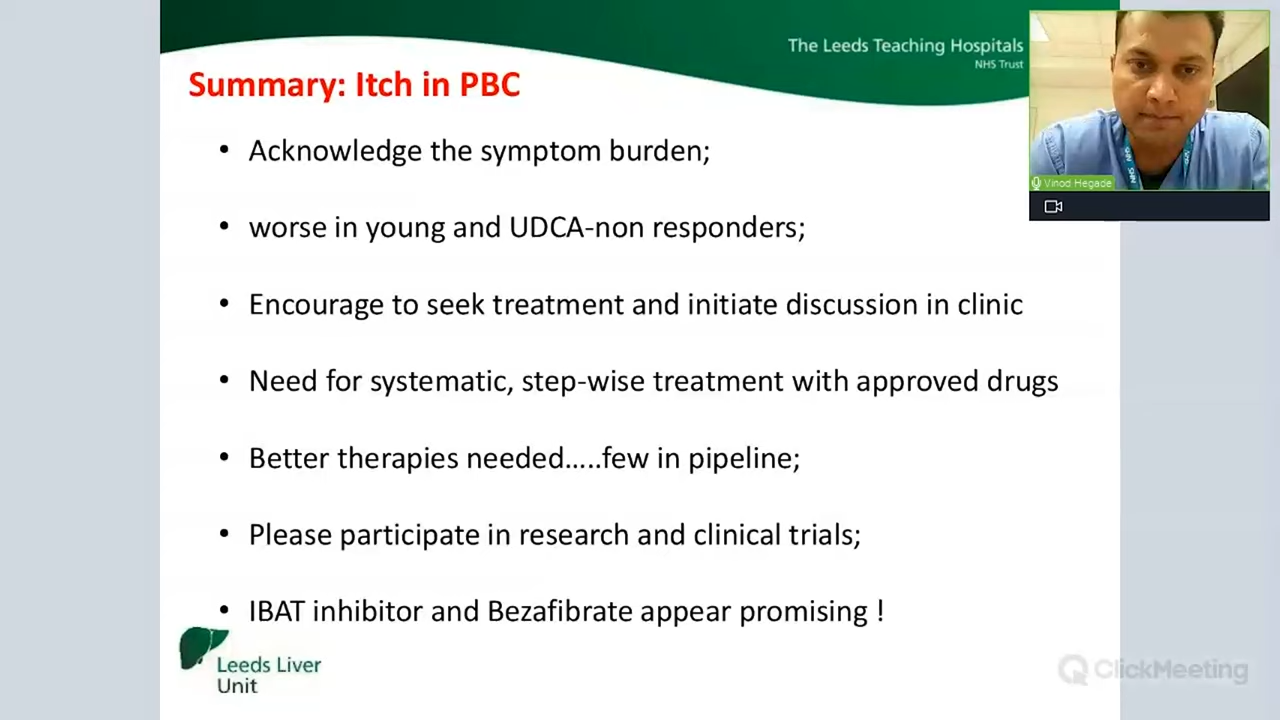 The Leeds Teaching Hospitals
NHS Trust
Summary: Itch in PBC
• Acknowledge the symptom burden;
• worse in young and UDCA-non responders;
• Encourage to seek treatment and initiate discussion in clinic
• Need for systematic, step-wise treatment with approved drugs
• Better therapies needed.....few in pipeline;
• Please participate in research and clinical trials;
• IBAT inhibitor and Bezafibrate appear promising !
Leeds Liver
Unit
Vinod Hegade
NHS
ClickMeeting